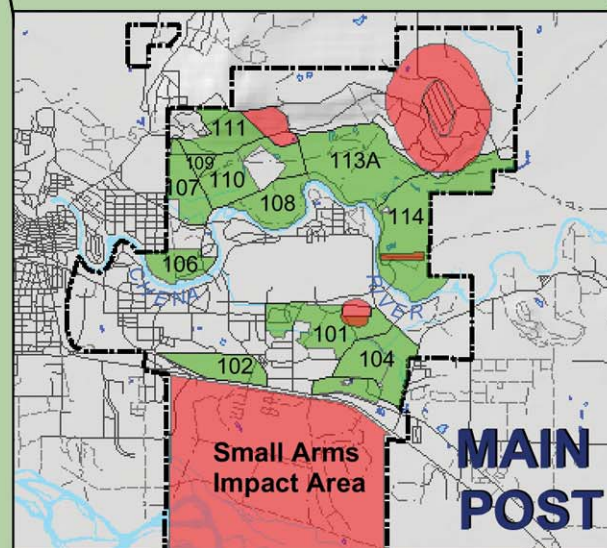 111
109
107
110
113A
108
114
106
CHENA
RIVER
101
102
104
Small Arms
Impact Area
MAIN
POST